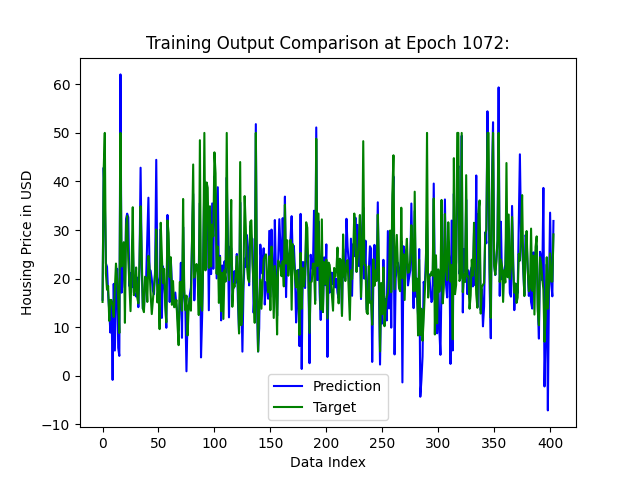 Training Output Comparison at Epoch 1072:
60
50
40
30
20
10
0
−10
Housing Price in USD
Prediction
Target
0 50 100 150 200 250 300 350 400
Data Index